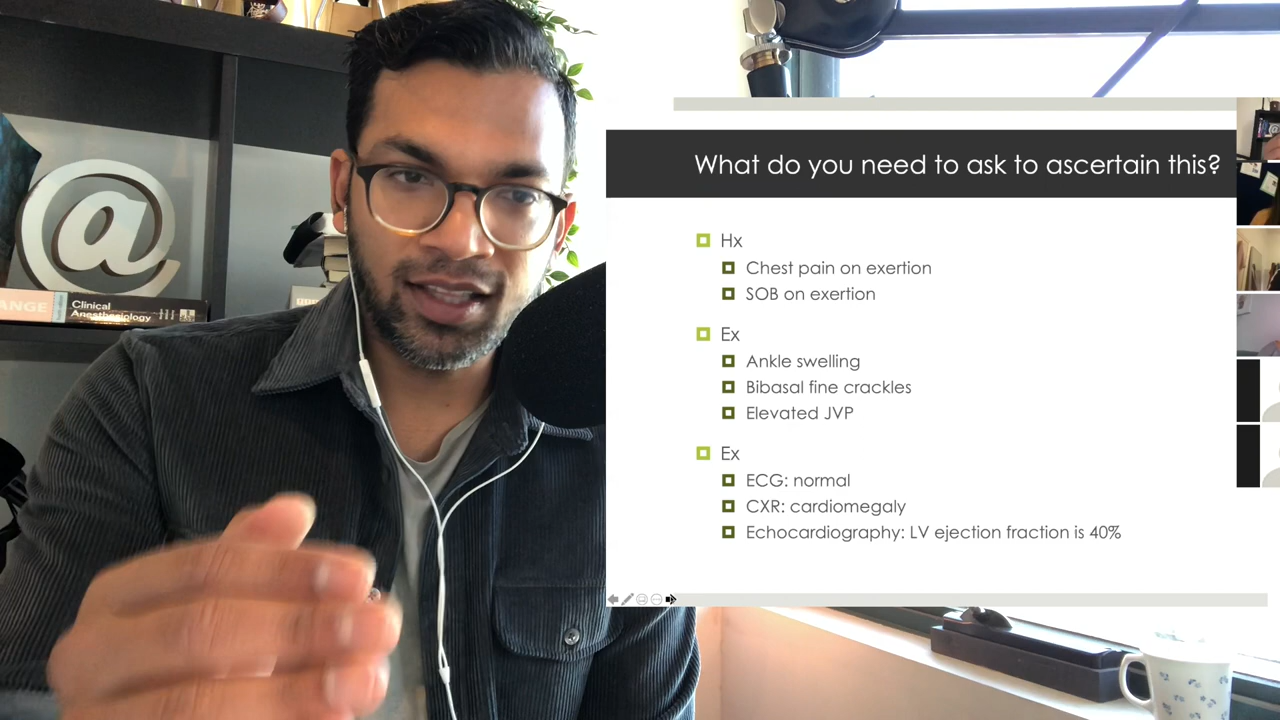 @
ANGE
Clinical
Anesthesiology
What do you need to ask to ascertain this?
Hx
Chest pain on exertion
SOB on exertion
Ex
Ankle swelling
Bibasal fine crackles
Elevated JVP
Ex
ECG: normal
CXR: cardiomegaly
Echocardiography: LV ejection fraction is 40%